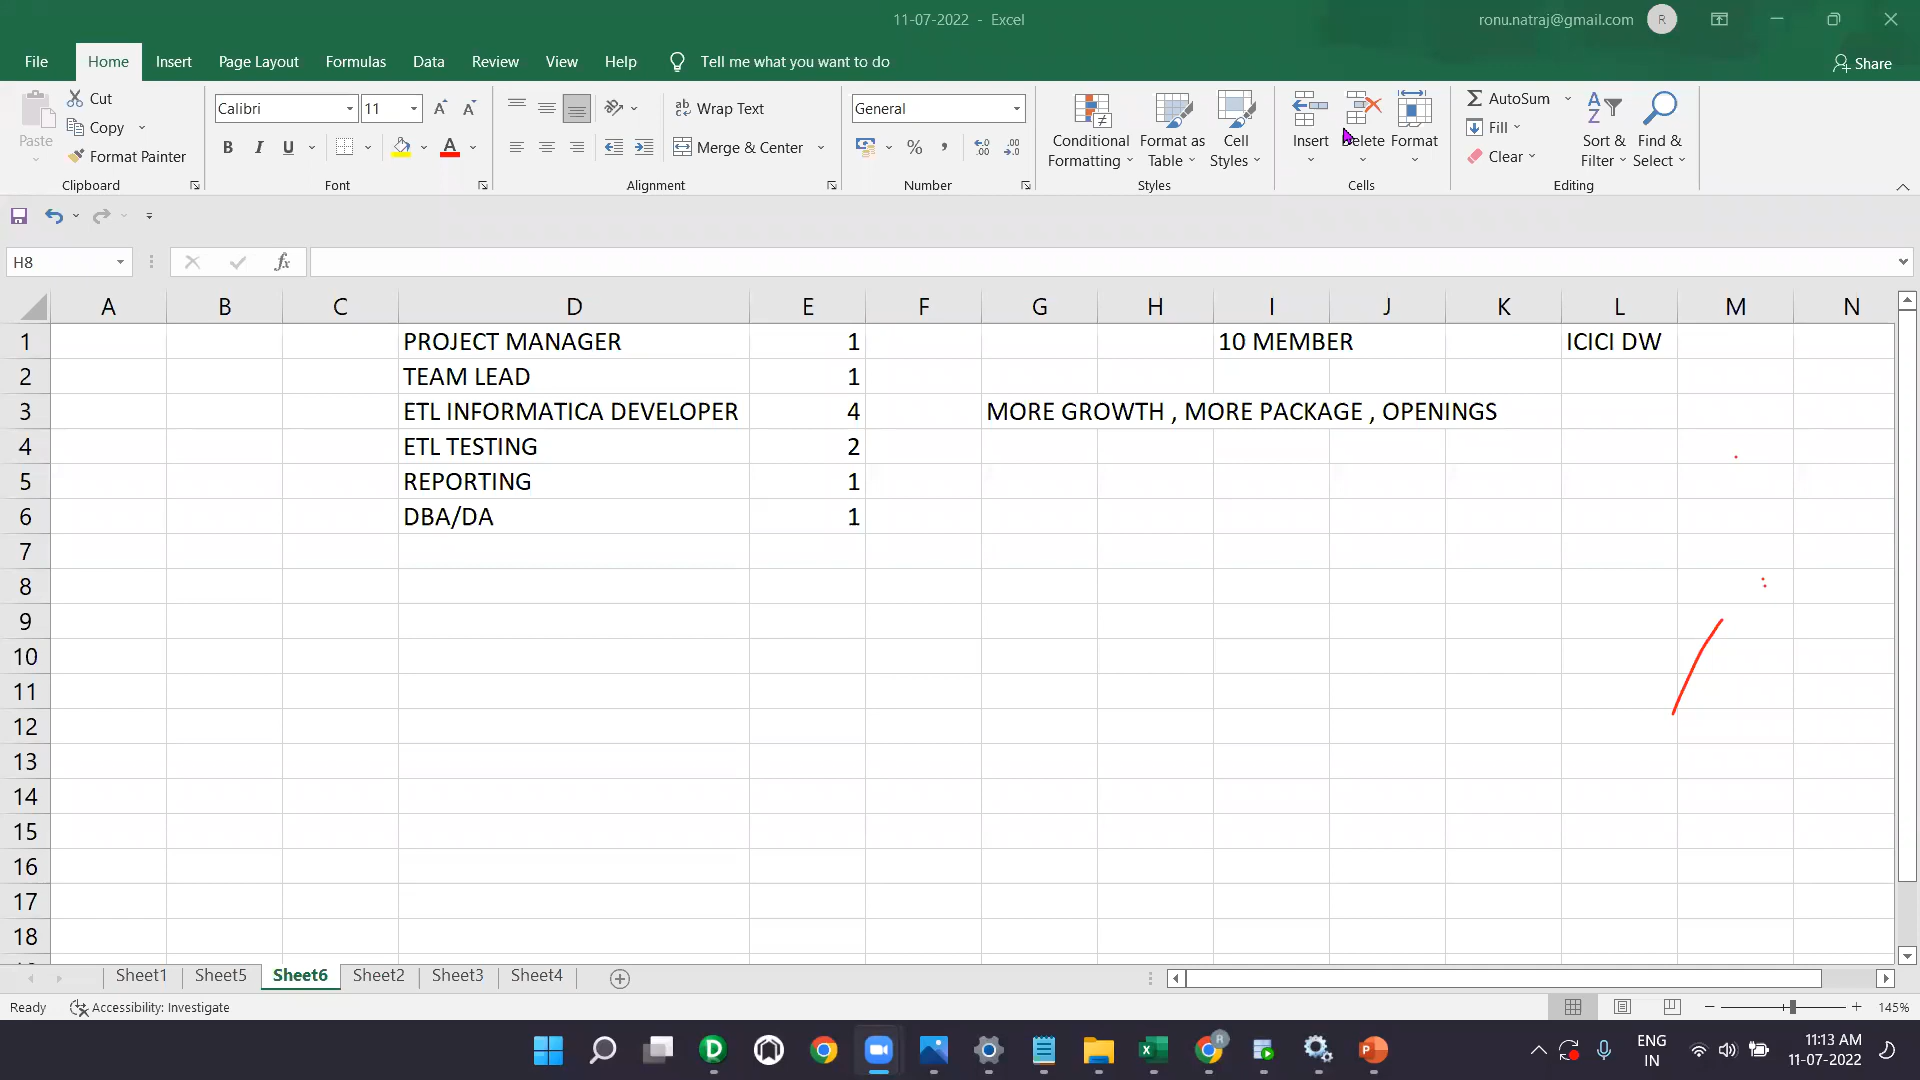 11-07-2022 - Excel
ronu.natraj@gmail.com
R
File
Home
Insert
Page Layout
Formulas
Data
Review
View
Help
Tell me what you want to do
Share
Paste
Cut
Copy
Format Painter
Clipboard
Calibri
11
B
I
U
Font
Wrap Text
Merge & Center
Alignment
General
Number
Conditional Formatting
Format as Table
Cell Styles
Styles
Insert
Delete
Format
Cells
AutoSum
Fill
Clear
Sort & Filter
Find & Select
Editing
H8
fx
A B C D E F G H I J K L M N
1 PROJECT MANAGER 1 10 MEMBER ICICI DW
2 TEAM LEAD 1
3 ETL INFORMATICA DEVELOPER 4 MORE GROWTH , MORE PACKAGE , OPENINGS
4 ETL TESTING 2
5 REPORTING 1
6 DBA/DA 1
7
8
9
10
11
12
13
14
15
16
17
18
Sheet1 Sheet5 Sheet6 Sheet2 Sheet3 Sheet4
Ready
Accessibility: Investigate
145%
ENG
IN
11:13 AM
11-07-2022